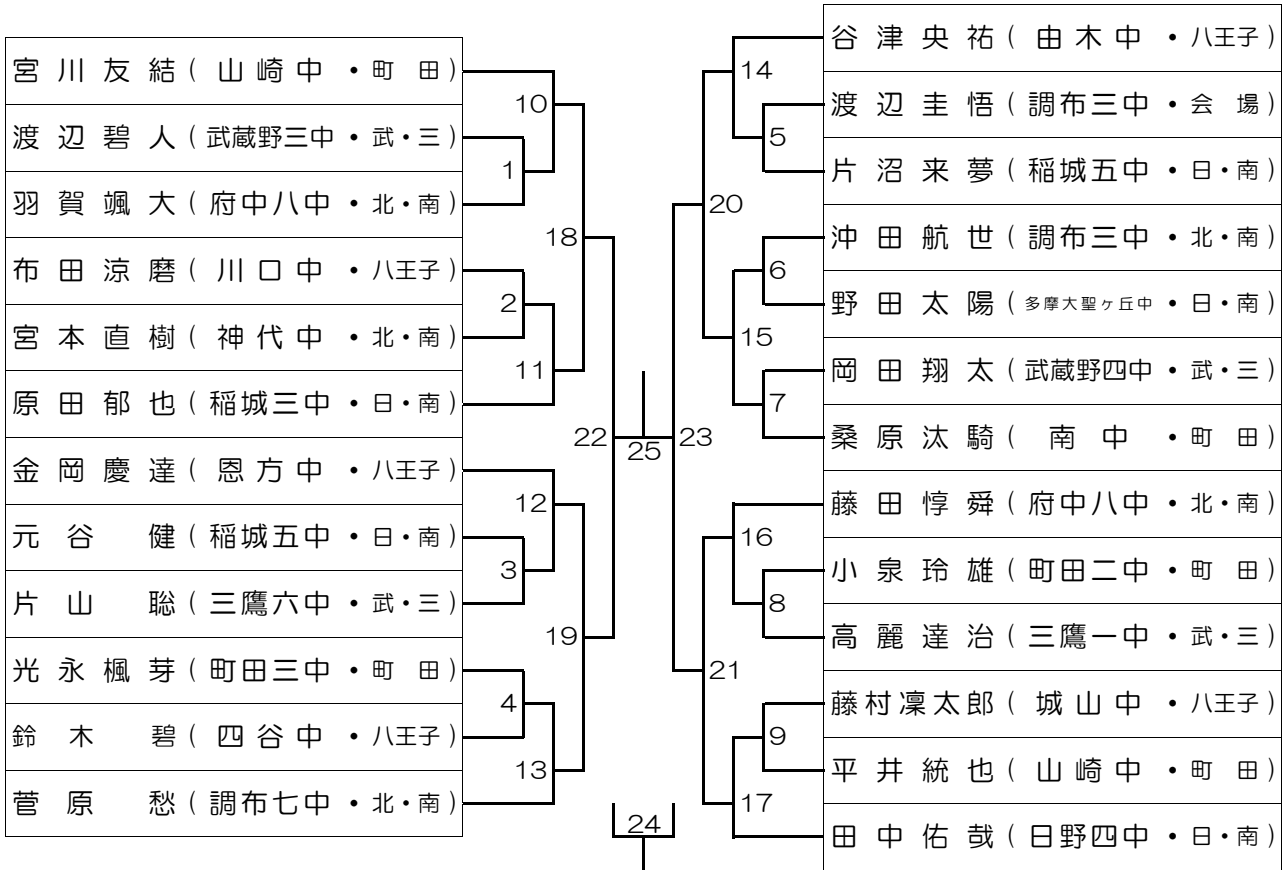 宮川友結(山崎中・町田)
渡辺碧人(武蔵野三中・武・三)
羽賀颯大(府中八中・北・南)
布田涼磨(川口中・八王子)
宮本直樹(神代中・北・南)
原田郁也(稲城三中・日・南)
金岡慶達(恩方中・八王子)
元谷健(稲城五中・日・南)
片山聡(三鷹六中・武・三)
光永楓芽(町田三中・町田)
鈴木碧(四谷中・八王子)
菅原愁(調布七中・北・南)
10
1
18
2
11
22
12
3
19
4
13
25
24
23
14
5
20
6
15
7
16
8
21
9
17
谷津央祐(由木中・八王子)
渡辺圭悟(調布三中・会場)
片沼来夢(稲城五中・日・南)
沖田航世(調布三中・北・南)
野田太陽(多摩大聖ヶ丘中・日・南)
岡田翔太(武蔵野四中・武・三)
桑原汰騎(南中・町田)
藤田惇舜(府中八中・北・南)
小泉玲雄(町田二中・町田)
高麗達治(三鷹一中・武・三)
藤村凜太郎(城山中・八王子)
平井統也(山崎中・町田)
田中佑哉(日野四中・日・南)